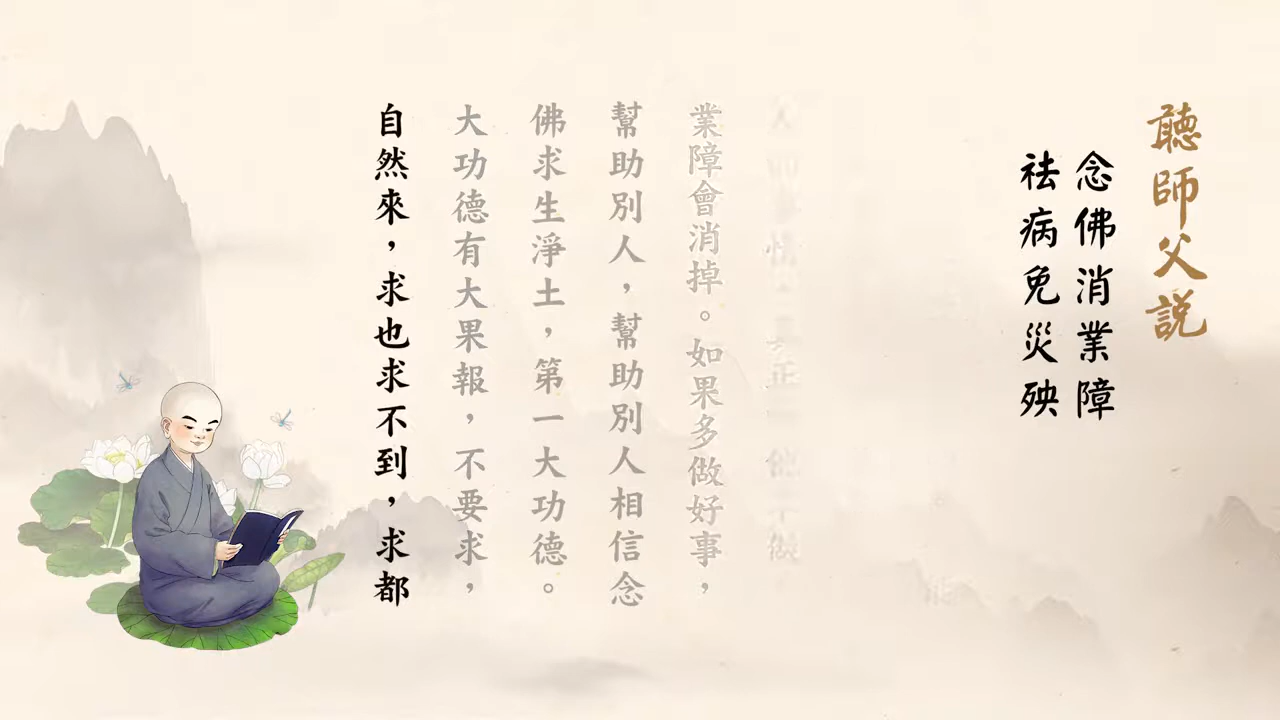 聽師父説
念佛消業障
祛病免災殃
業障會消掉。如果多做好事，
幫助別人，幫助別人相信念
佛求生淨土，第一大功德。
大功德有大果報，不要求，
自然來，求也求不到，求都